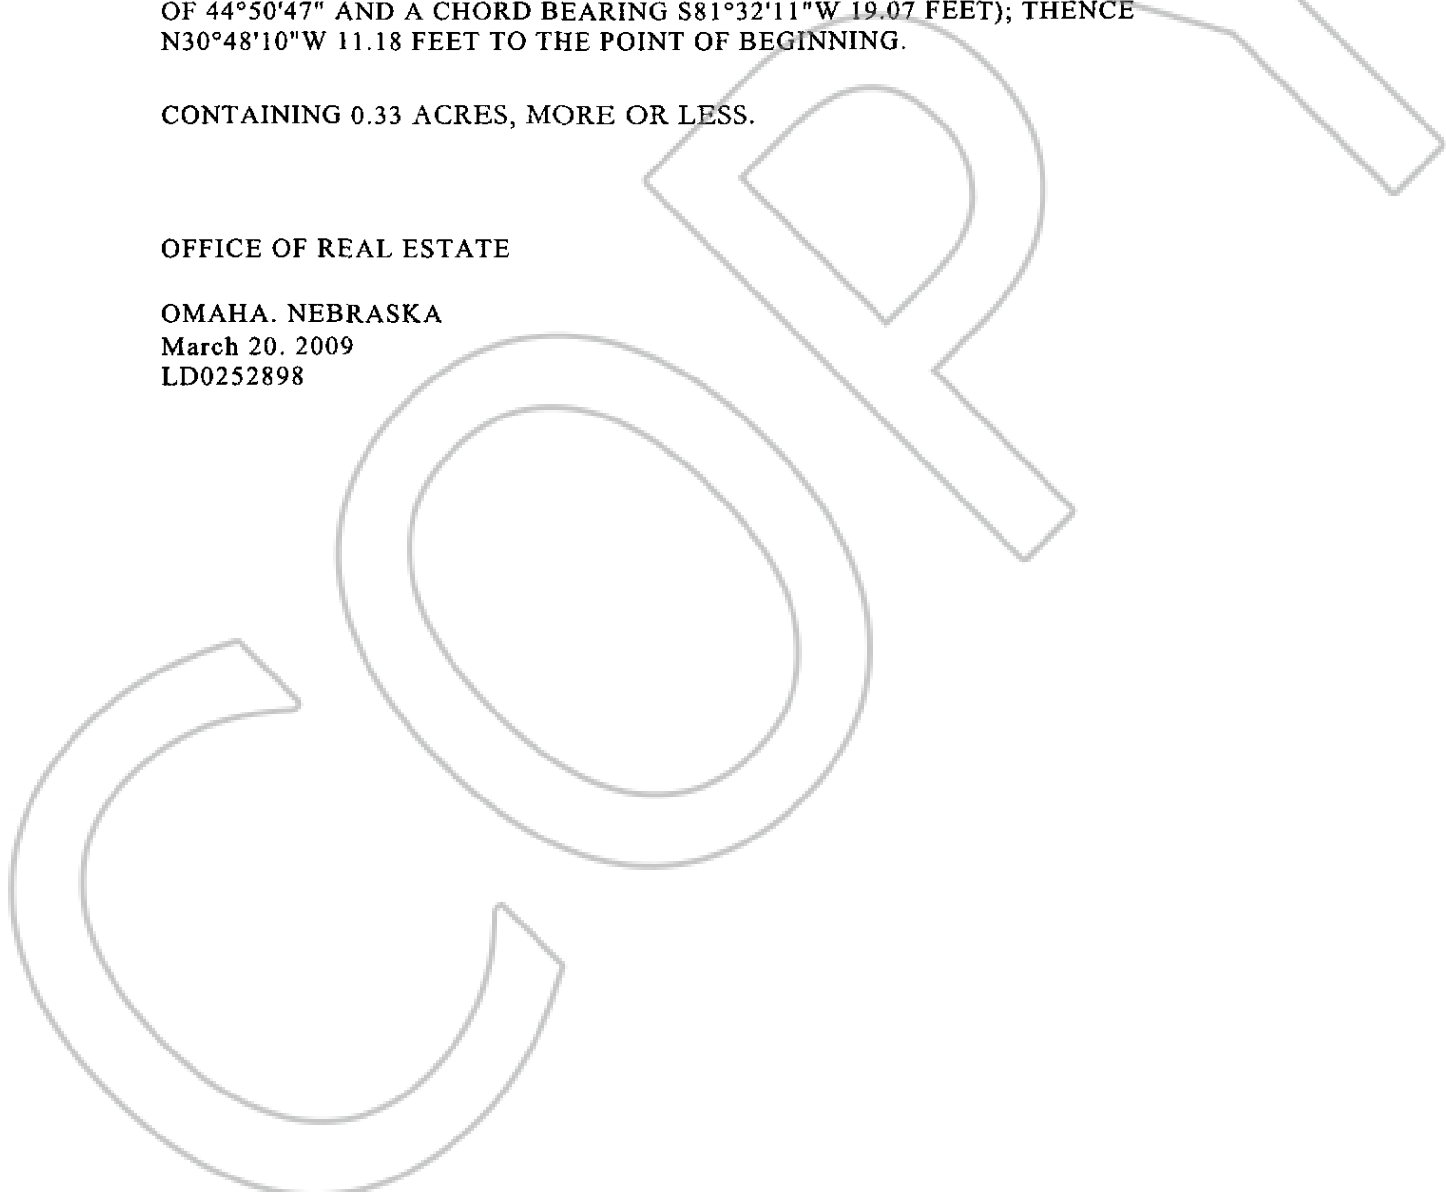 OF 44°50'47" AND A CHORD BEARING S81°32'11"W 19.07 FEET); THENCE
N30°48'10"W 11.18 FEET TO THE POINT OF BEGINNING.
CONTAINING 0.33 ACRES, MORE OR LESS.
OFFICE OF REAL ESTATE
OMAHA. NEBRASKA
March 20. 2009
LD0252898
COPY